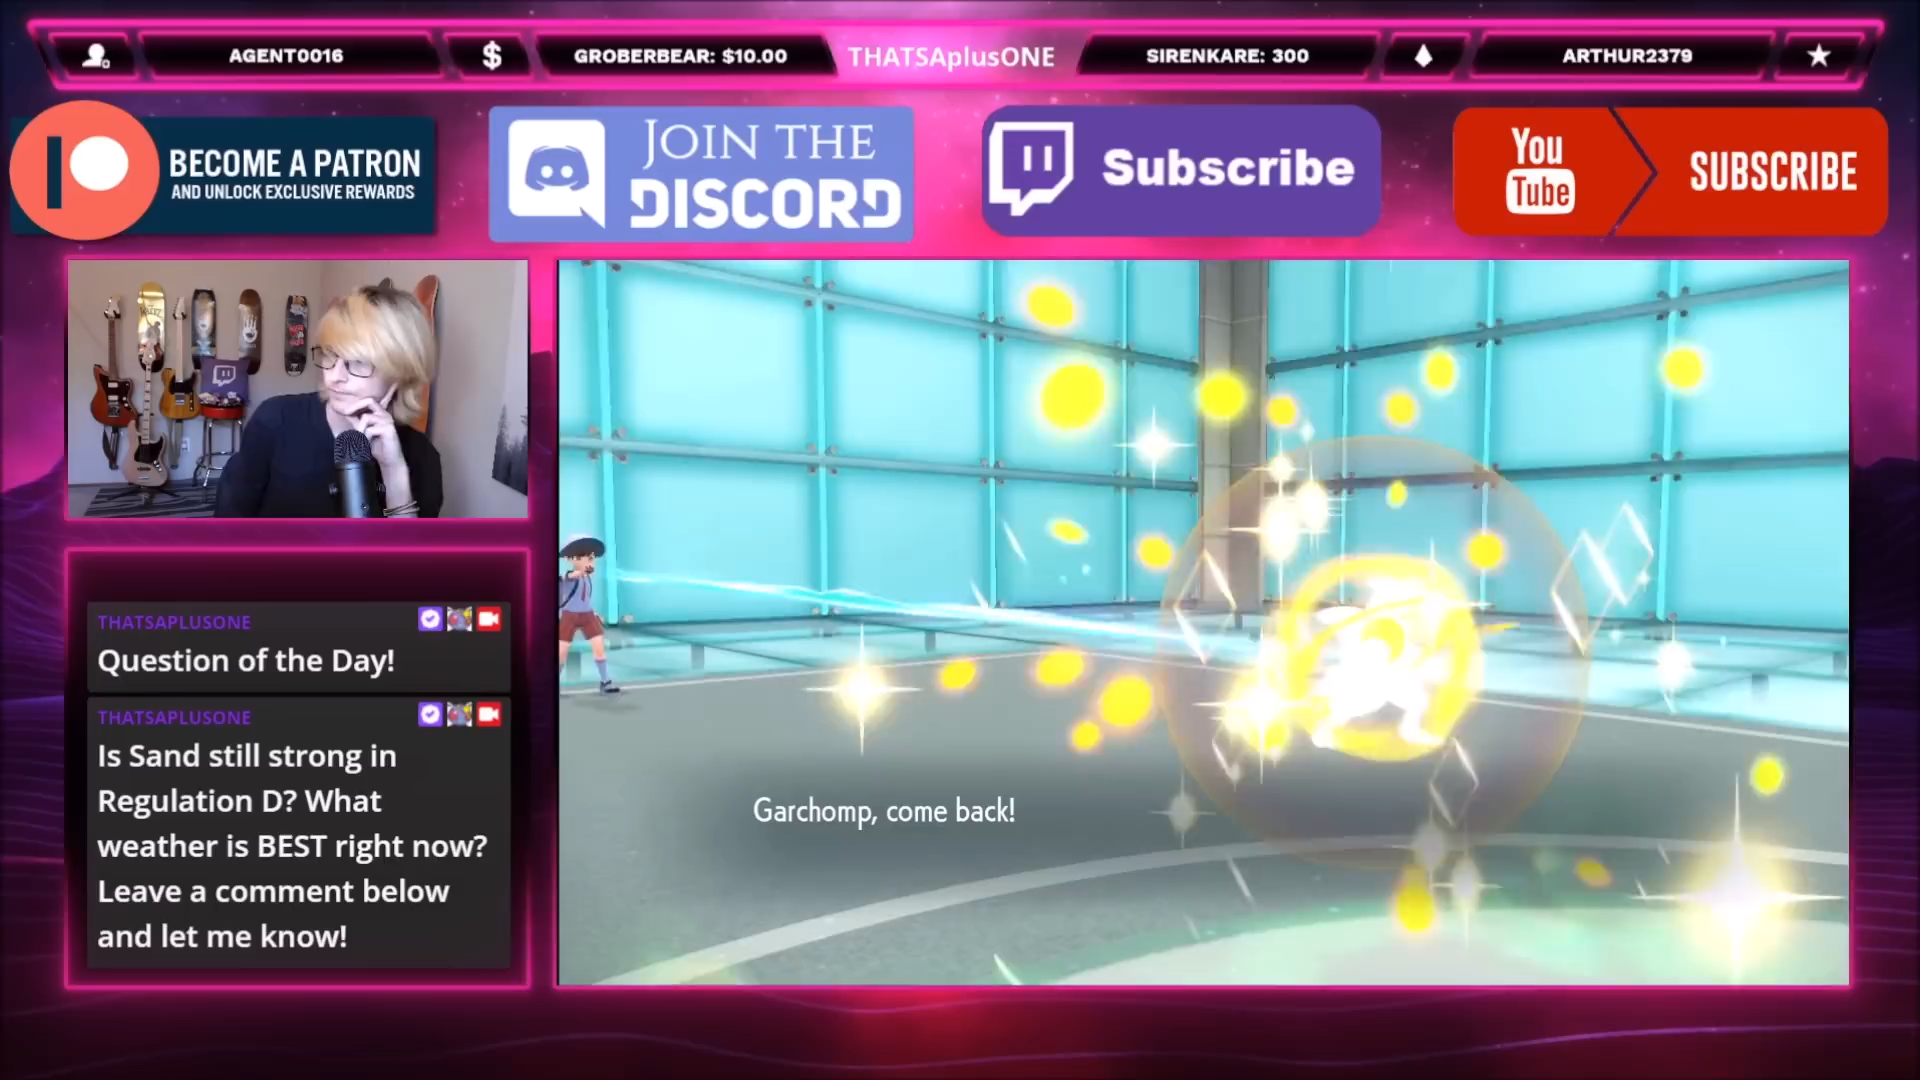 AGENT0016
$
GROBERBEAR: $10.00
THATSAplusONE
SIRENKARE: 300
ARTHUR2379
BECOME A PATRON
AND UNLOCK EXCLUSIVE REWARDS
JOIN THE
DISCORD
Subscribe
You
Tube
SUBSCRIBE
THATSAPLUSONE
Question of the Day!
THATSAPLUSONE
Is Sand still strong in
Regulation D? What
weather is BEST right now?
Leave a comment below
and let me know!
Garchomp, come back!